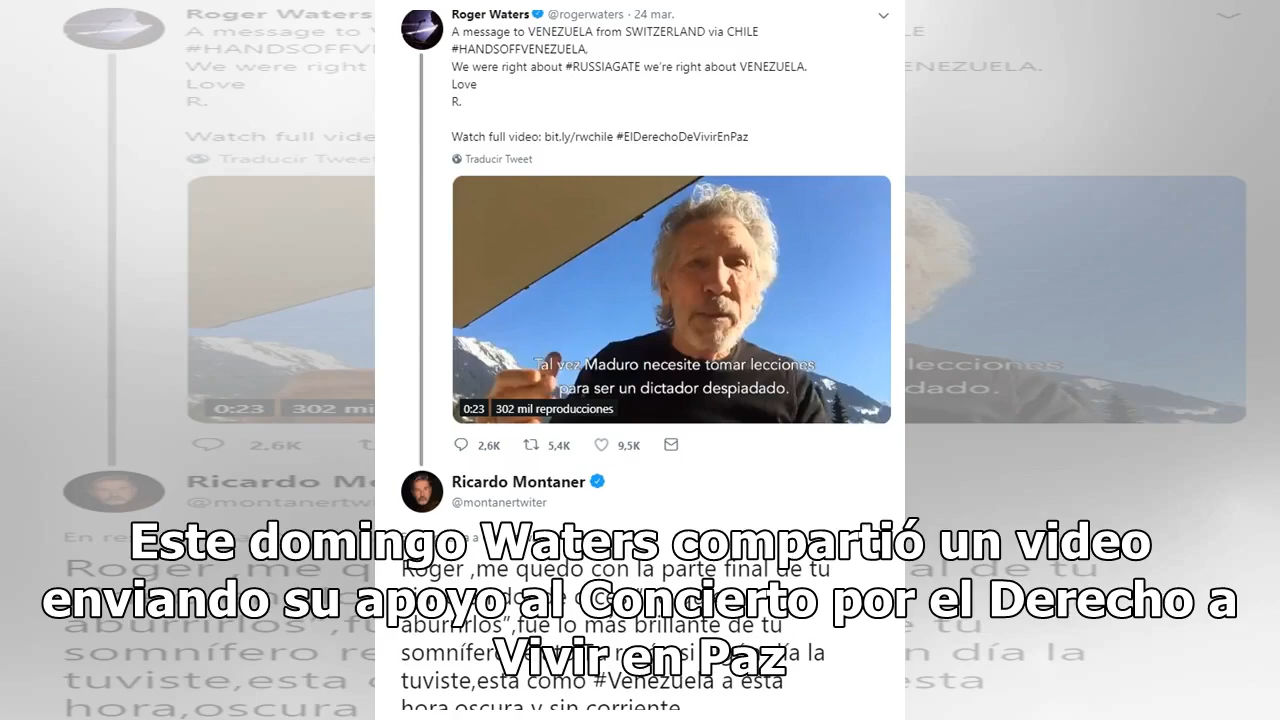 Roger Waters @rogerwaters · 24 mar.
A message to VENEZUELA from SWITZERLAND via CHILE
#HANDSOFFVENEZUELA,
We were right about #RUSSIAGATE we're right about VENEZUELA.
Love
R.
Watch full video: bit.ly/rwchile #ElDerechoDeVivirEnPaz
Traducir Tweet
Tal vez Maduro necesite tomar lecciones
para ser un dictador despiadado.
0:23 302 mil reproducciones
2,6K 5,4K 9,5K
Ricardo Montaner
@montanertwiter
Este domingo Waters compartió un video
Roger ,me quedo con la parte final de tu
enviando su apoyo al Concierto por el Derecho a
aburrirlos",fue lo más brillante de tu
somnífero
Vivir en Paz
día la
tuviste,esta como #Venezuela a esta
hora,oscura y sin corriente